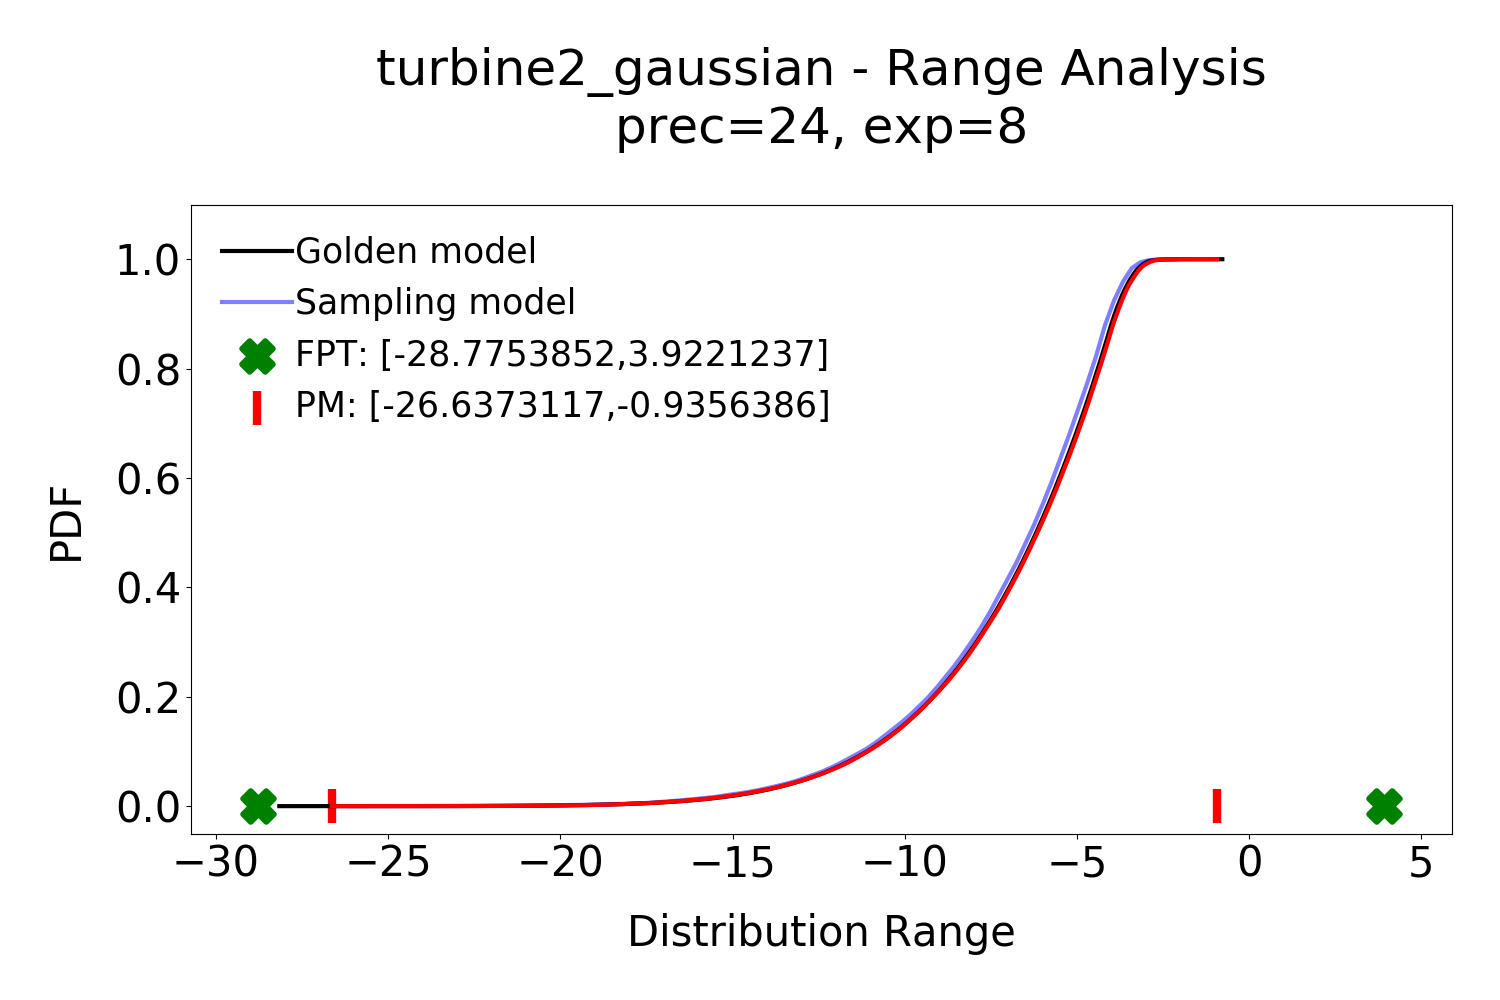 turbine2_gaussian - Range Analysis
prec=24, exp=8
Golden model
Sampling model
FPT: [-28.7753852,3.9221237]
PM: [-26.6373117,-0.9356386]
1.0
0.8
0.6
0.4
0.2
0.0
PDF
−30 −25 −20 −15 −10 −5 0 5
Distribution Range